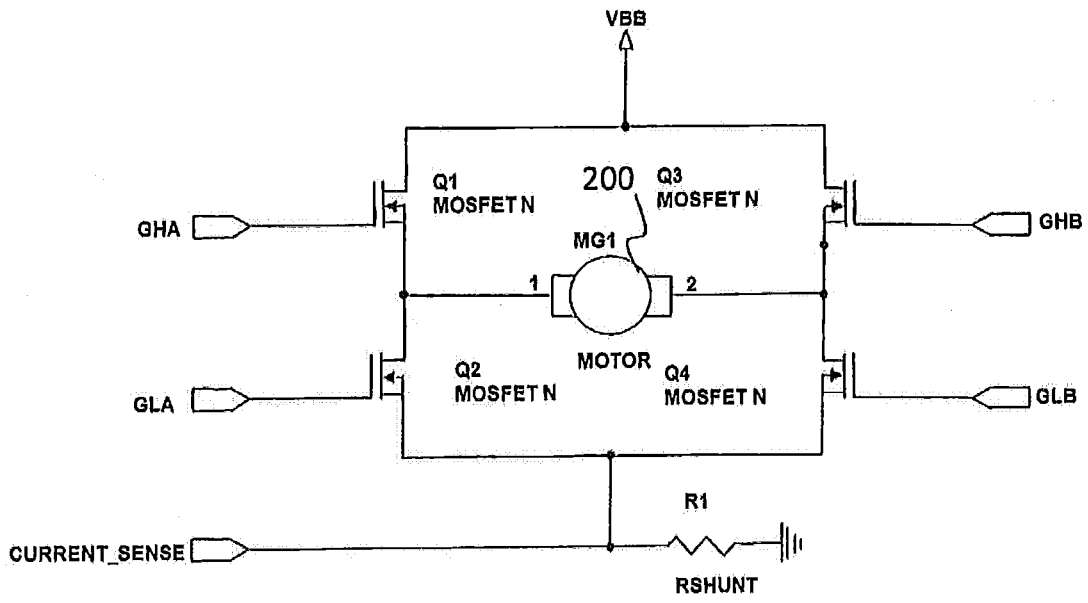 VBB
Q1
MOSFET N
200
Q3
MOSFET N
GHA
GHB
MG1
1
2
MOTOR
Q2
MOSFET N
Q4
MOSFET N
GLA
GLB
R1
CURRENT_SENSE
RSHUNT